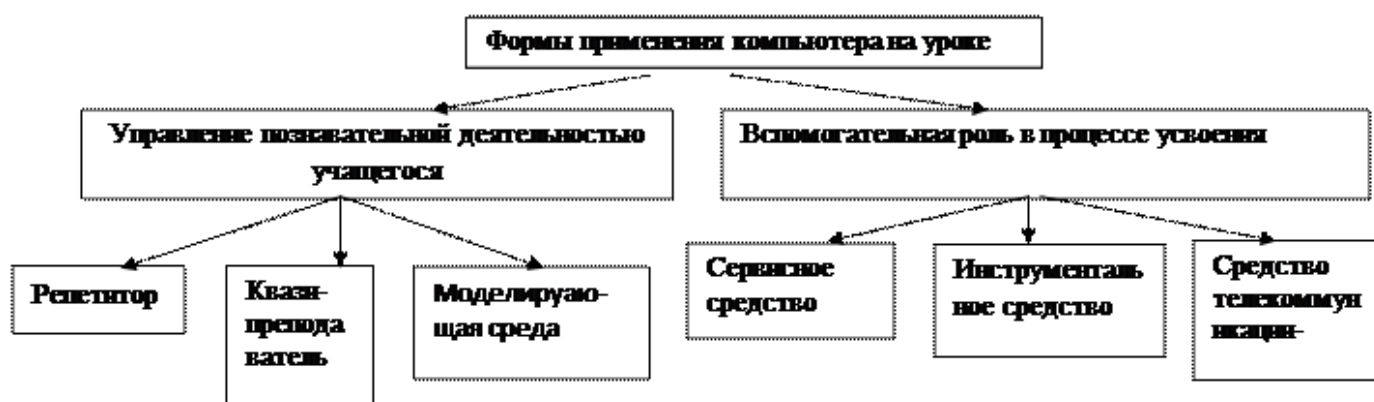 Формы применения компьютера на уроке
Управление познавательной деятельностью
учащегося
Вспомогательная роль в процессе усвоения
Репетитор
Квази-
препода
ватель
Моделируаю-
щая среда
Сервисное
средство
Инструменталь
ное средство
Средство
телекоммун
икации-